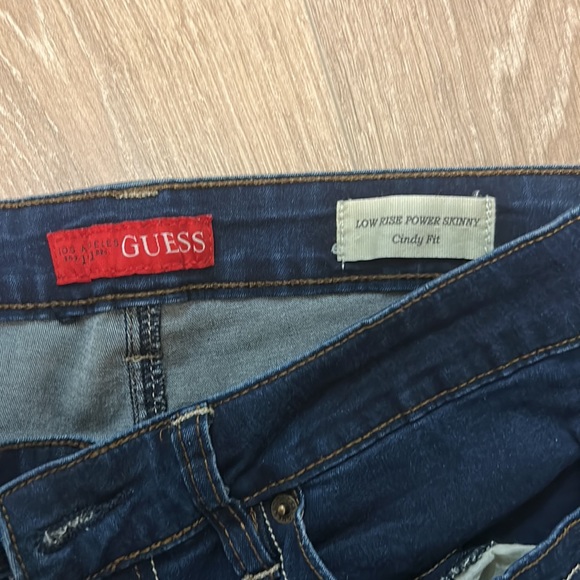 LOS ANGELES
GUESS
LOW RISE POWER SKINNY
Cindy Fit